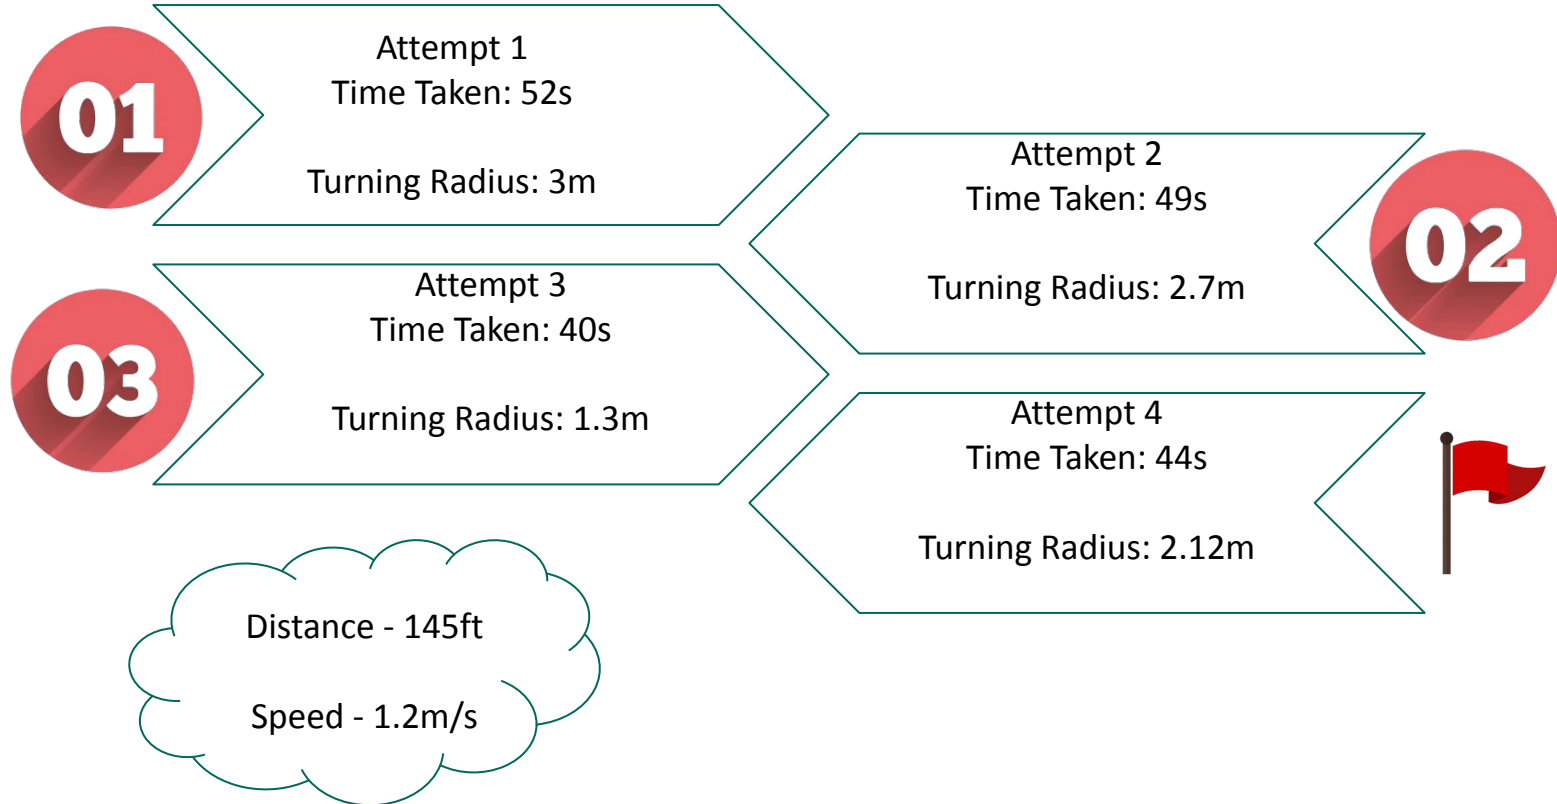 01
Attempt 1
Time Taken: 52s
Turning Radius: 3m
02
Attempt 2
Time Taken: 49s
Turning Radius: 2.7m
03
Attempt 3
Time Taken: 40s
Turning Radius: 1.3m
Attempt 4
Time Taken: 44s
Turning Radius: 2.12m
Distance - 145ft
Speed - 1.2m/s